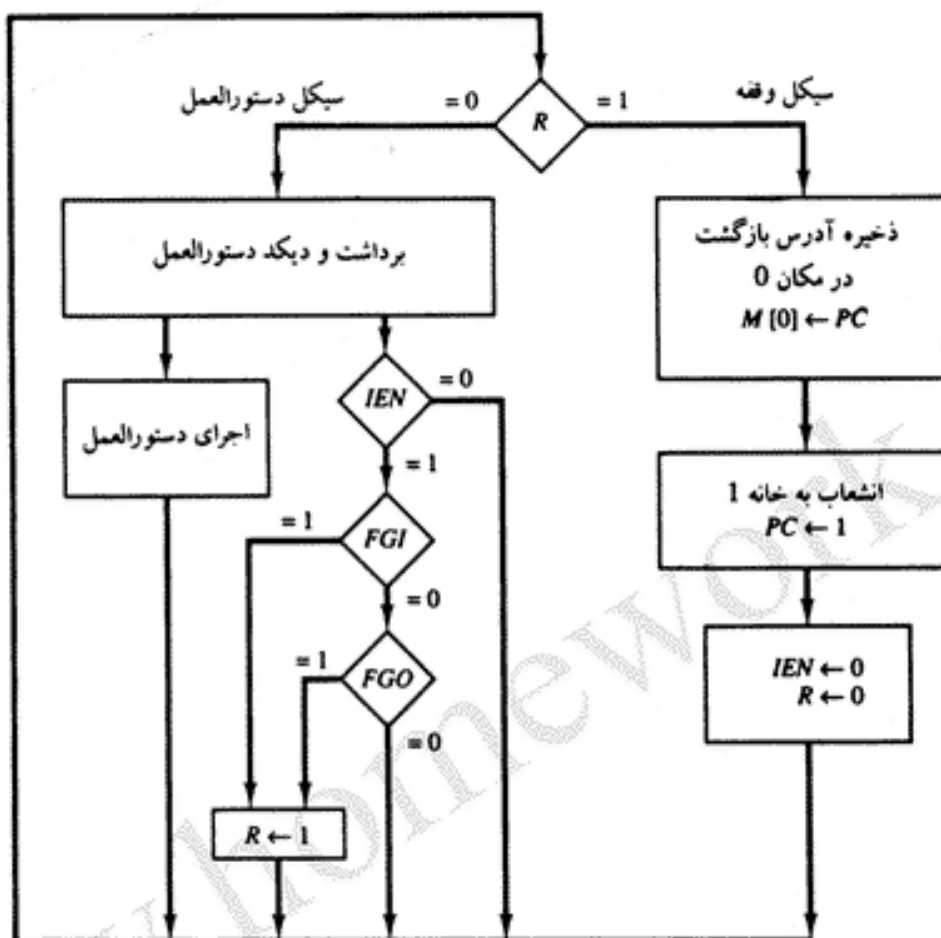 R
سیکل دستورالعمل
= 0
= 1
سیکل وقفه
برداشت و دیکد دستورالعمل
ذخیره آدرس بازگشت
در مکان 0
M [0] ← PC
اجرای دستورالعمل
IEN
= 0
= 1
انشعاب به خانه 1
PC ← 1
FGI
= 1
= 0
FGO
= 1
= 0
IEN ← 0
R ← 0
R ← 1
homework